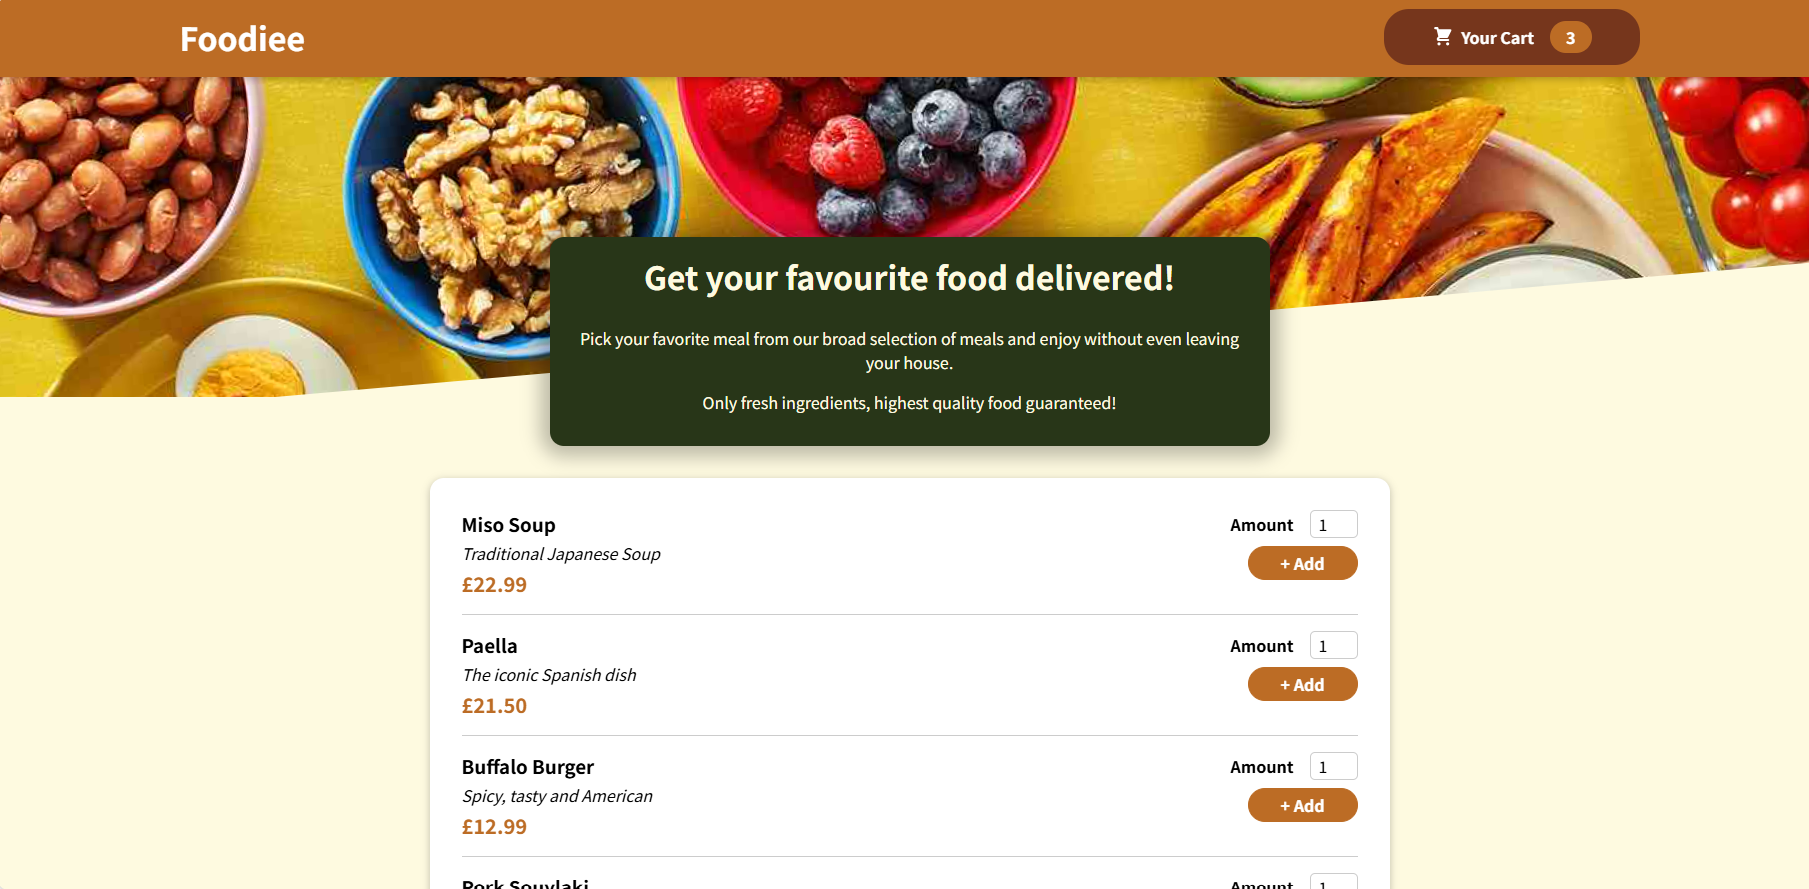 Foodiee
Your Cart 3
Get your favourite food delivered!
Pick your favorite meal from our broad selection of meals and enjoy without even leaving
your house.
Only fresh ingredients, highest quality food guaranteed!
Miso Soup
Amount 1
Traditional Japanese Soup
+ Add
£22.99
Paella
Amount 1
The iconic Spanish dish
+ Add
£21.50
Buffalo Burger
Amount 1
Spicy, tasty and American
+ Add
£12.99
Pork Souvlaki
Amount 1